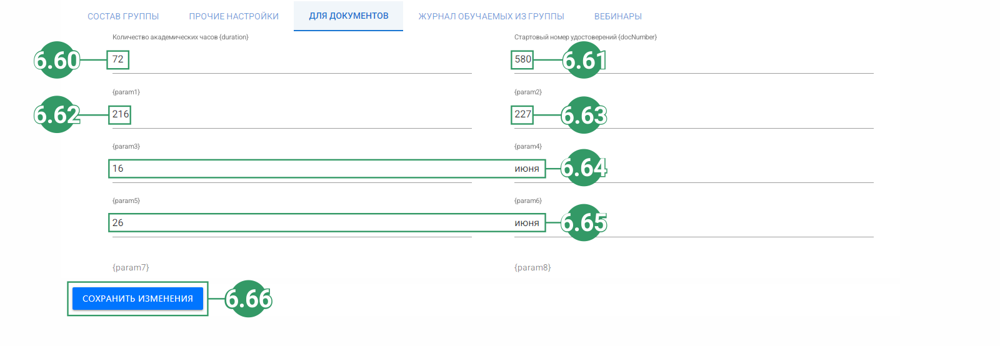 СОСТАВ ГРУППЫ ПРОЧИЕ НАСТРОЙКИ ДЛЯ ДОКУМЕНТОВ ЖУРНАЛ ОБУЧАЕМЫХ ИЗ ГРУППЫ ВЕБИНАРЫ
Количество академических часов {duration} Стартовый номер удостоверений {docNumber}
6.60 72 580 6.61
{param1} {param2}
6.62 216 227 6.63
{param3} {param4}
16 июня 6.64
{param5} {param6}
26 июня 6.65
{param7} {param8}
СОХРАНИТЬ ИЗМЕНЕНИЯ 6.66